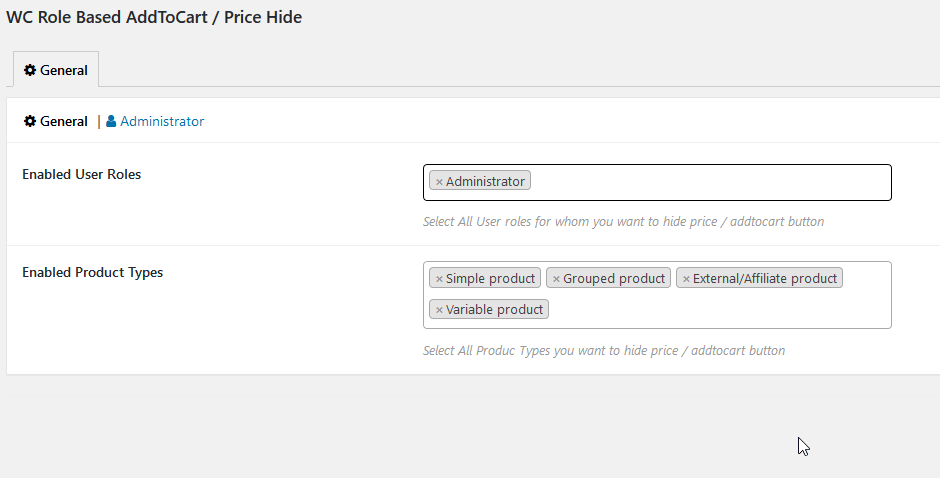 WC Role Based AddToCart / Price Hide
General
General | Administrator
Enabled User Roles
× Administrator
Select All User roles for whom you want to hide price / addtocart button
Enabled Product Types
× Simple product × Grouped product × External/Affiliate product
× Variable product
Select All Produc Types you want to hide price / addtocart button